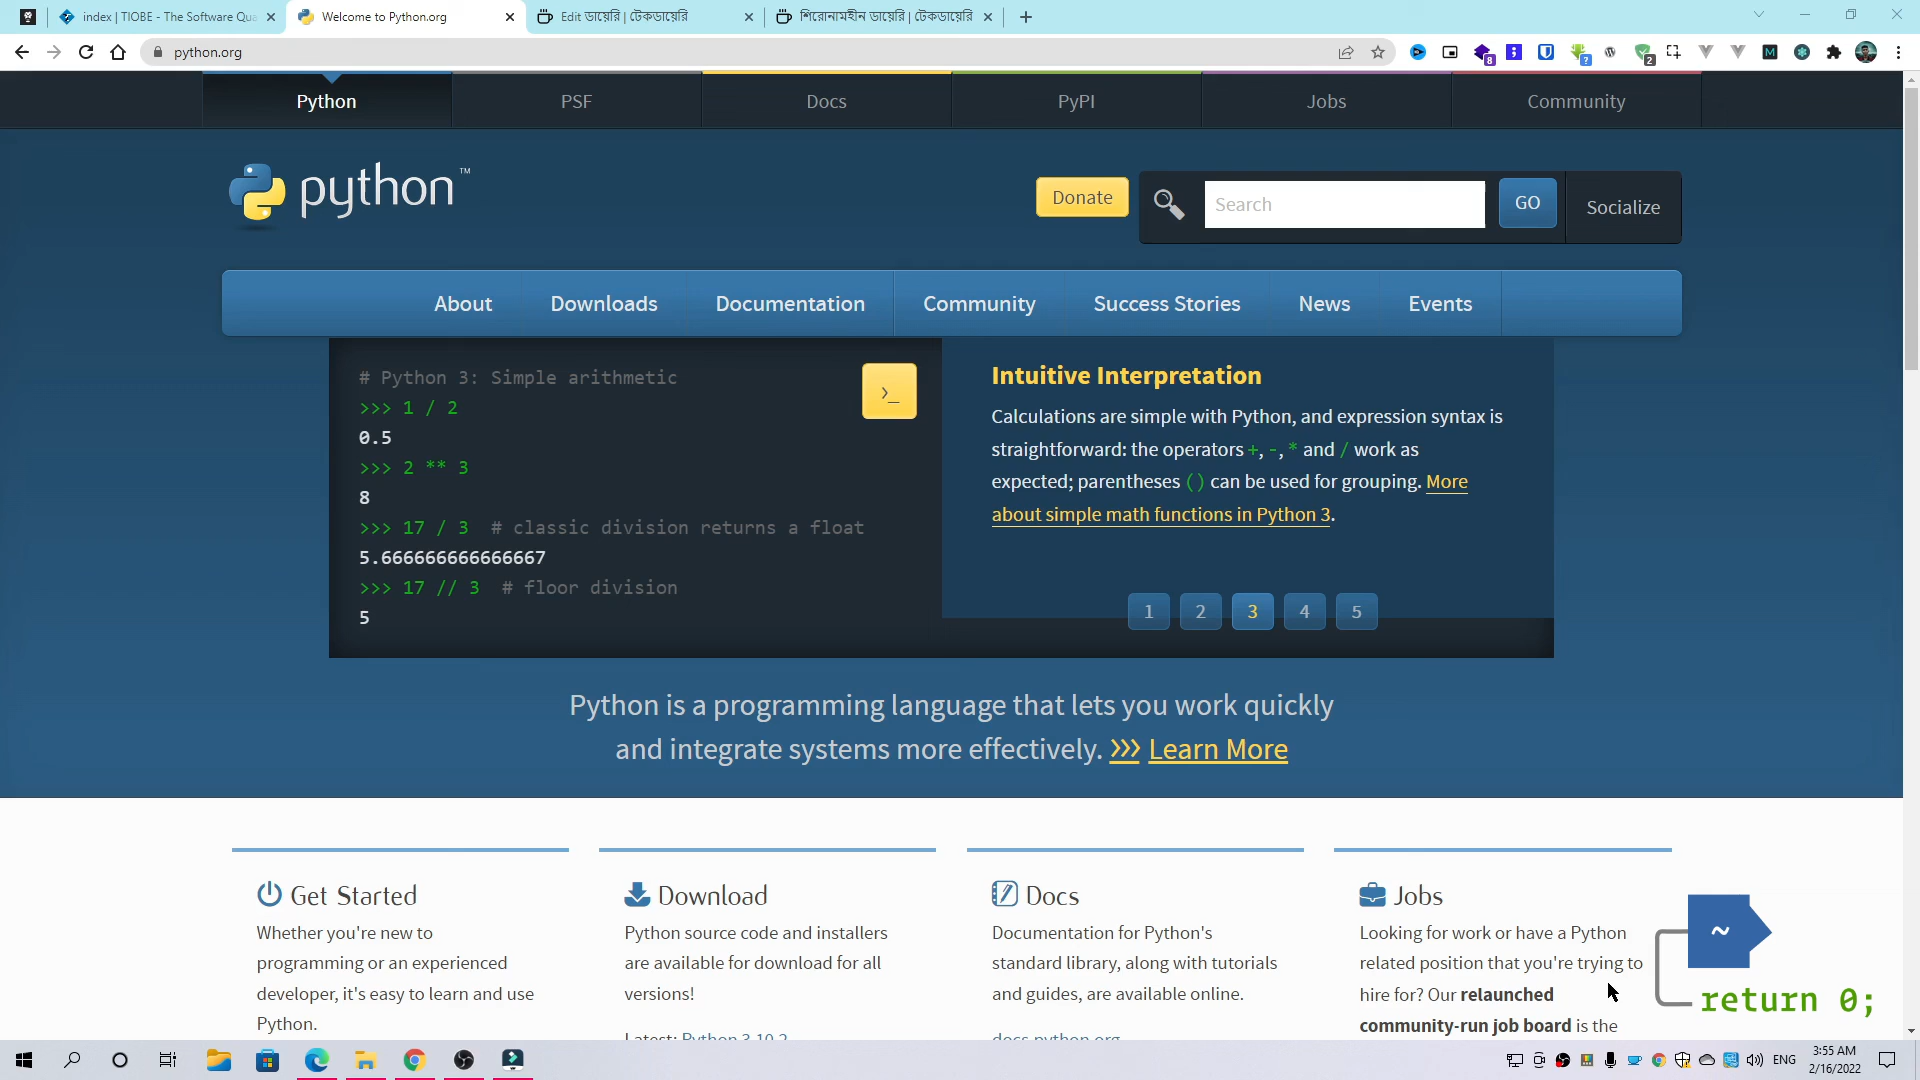 index | TIOBE - The Software Qua
Welcome to Python.org
Edit ডায়েরি | টেকডায়েরি
শিরোনামহীন ডায়েরি | টেকডায়েরি
python.org
8
?
2
M
Python
PSF
Docs
PyPI
Jobs
Community
python™
Donate
Search
GO
Socialize
About
Downloads
Documentation
Community
Success Stories
News
Events
# Python 3: Simple arithmetic
>>> 1 / 2
0.5
>>> 2 ** 3
8
>>> 17 / 3 # classic division returns a float
5.666666666666667
>>> 17 // 3 # floor division
5
>_
Intuitive Interpretation
Calculations are simple with Python, and expression syntax is
straightforward: the operators +, -, * and / work as
expected; parentheses () can be used for grouping. More
about simple math functions in Python 3.
1 2 3 4 5
Python is a programming language that lets you work quickly
and integrate systems more effectively. >>> Learn More
Get Started
Whether you're new to
programming or an experienced
developer, it's easy to learn and use
Python.
Download
Python source code and installers
are available for download for all
versions!
Latest: Python 3.10.2
Docs
Documentation for Python's
standard library, along with tutorials
and guides, are available online.
docs.python.org
Jobs
Looking for work or have a Python
related position that you're trying to
hire for? Our relaunched
community-run job board is the
~
return 0;
ENG
3:55 AM
2/16/2022